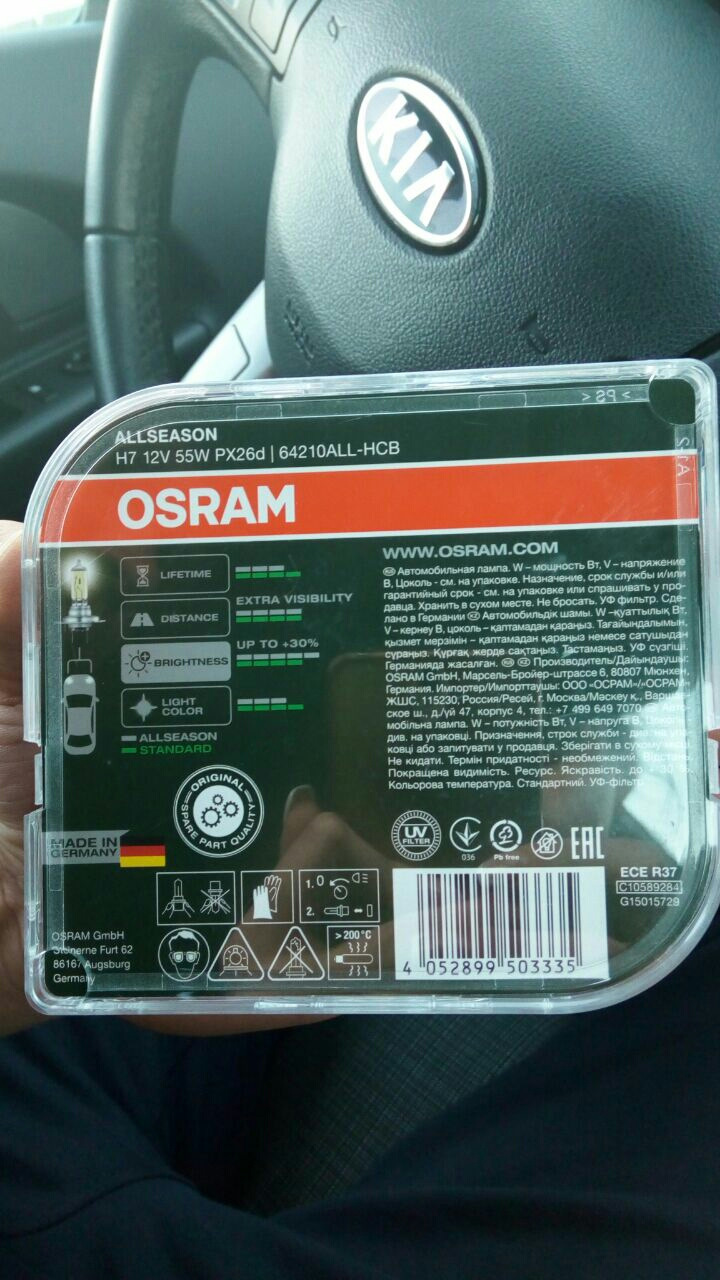 KIA
> PS <
ALLSEASON
H7 12V 55W PX26d | 64210ALL-HCB
OSRAM
LIFETIME
EXTRA VISIBILITY
DISTANCE
UP TO +30%
BRIGHTNESS
LIGHT
COLOR
ALLSEASON
STANDARD
WWW.OSRAM.COM
Автомобильная лампа. W – мощность Вт, V – напряжение
В, Цоколь - см. на упаковке. Назначение, срок службы и/или
гарантийный срок - см. на упаковке или спрашивать у про-
давца. Хранить в сухом месте. Не бросать. УФ фильтр. Сде-
лано в Германии KZ Автомобильдік шамы. W –қуаттылық Вт,
V – кернеу В, цоколь – қаптамадан қараңыз. Тағайындалымын,
қызмет мерзімін – қаптамадан қараңыз немесе сатушыдан
сұраңыз. Құрғақ жерде сақтаңыз. Тастамаңыз. УФ сүзгіші.
Германияда жасалған. RU KZ Производитель/Дайындаушы:
OSRAM GmbH, Марсель-Бройер-штрассе 6, 80807 Мюнхен,
Германия. Импортер/Импорттаушы: ООО «ОСРАМ»/«ОСРАМ»
ЖШС, 115230, Россия/Ресей, г. Москва/Маскеу қ., Варшав-
ское ш., д./үй 47, корпус 4, тел.: +7 499 649 7070 Авто-
мобільна лампа. W – потужність Вт, V – напруга В, Цоколь -
див. на упаковці. Призначення, строк служби - див. на упа-
ковці або запитувати у продавця. Зберігати в сухому місці.
Не кидати. Термін придатності - необмежений. Відстань.
Покращена видимість. Ресурс. Яскравість. до + 30 %.
Кольорова температура. Стандартний. УФ-фільтр
ORIGINAL
SPARE PART QUALITY
MADE IN
GERMANY
UV
FILTER
036
Pb free
EAC
ECE R37
C10589284
G15015729
1. 0
2.
>200°C
OSRAM GmbH
Steinerne Furt 62
86167 Augsburg
Germany
4 052899 503335